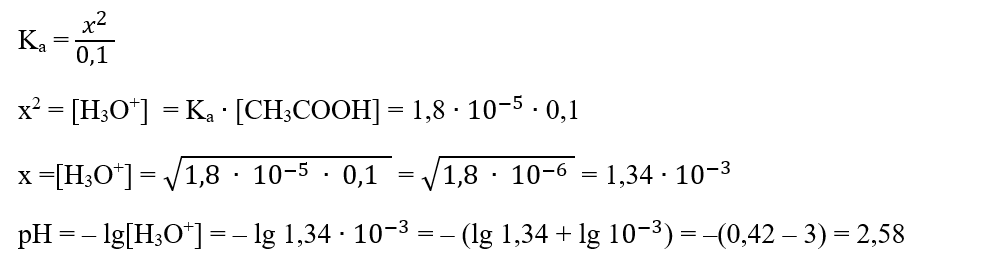 Kₐ = x²/0,1
x² = [H₃O⁺] = Kₐ · [CH₃COOH] = 1,8 · 10⁻⁵ · 0,1
x =[H₃O⁺] = √(1,8 · 10⁻⁵ · 0,1) = √(1,8 · 10⁻⁶) = 1,34 · 10⁻³
pH = – lg[H₃O⁺] = – lg 1,34 · 10⁻³ = – (lg 1,34 + lg 10⁻³) = –(0,42 – 3) = 2,58